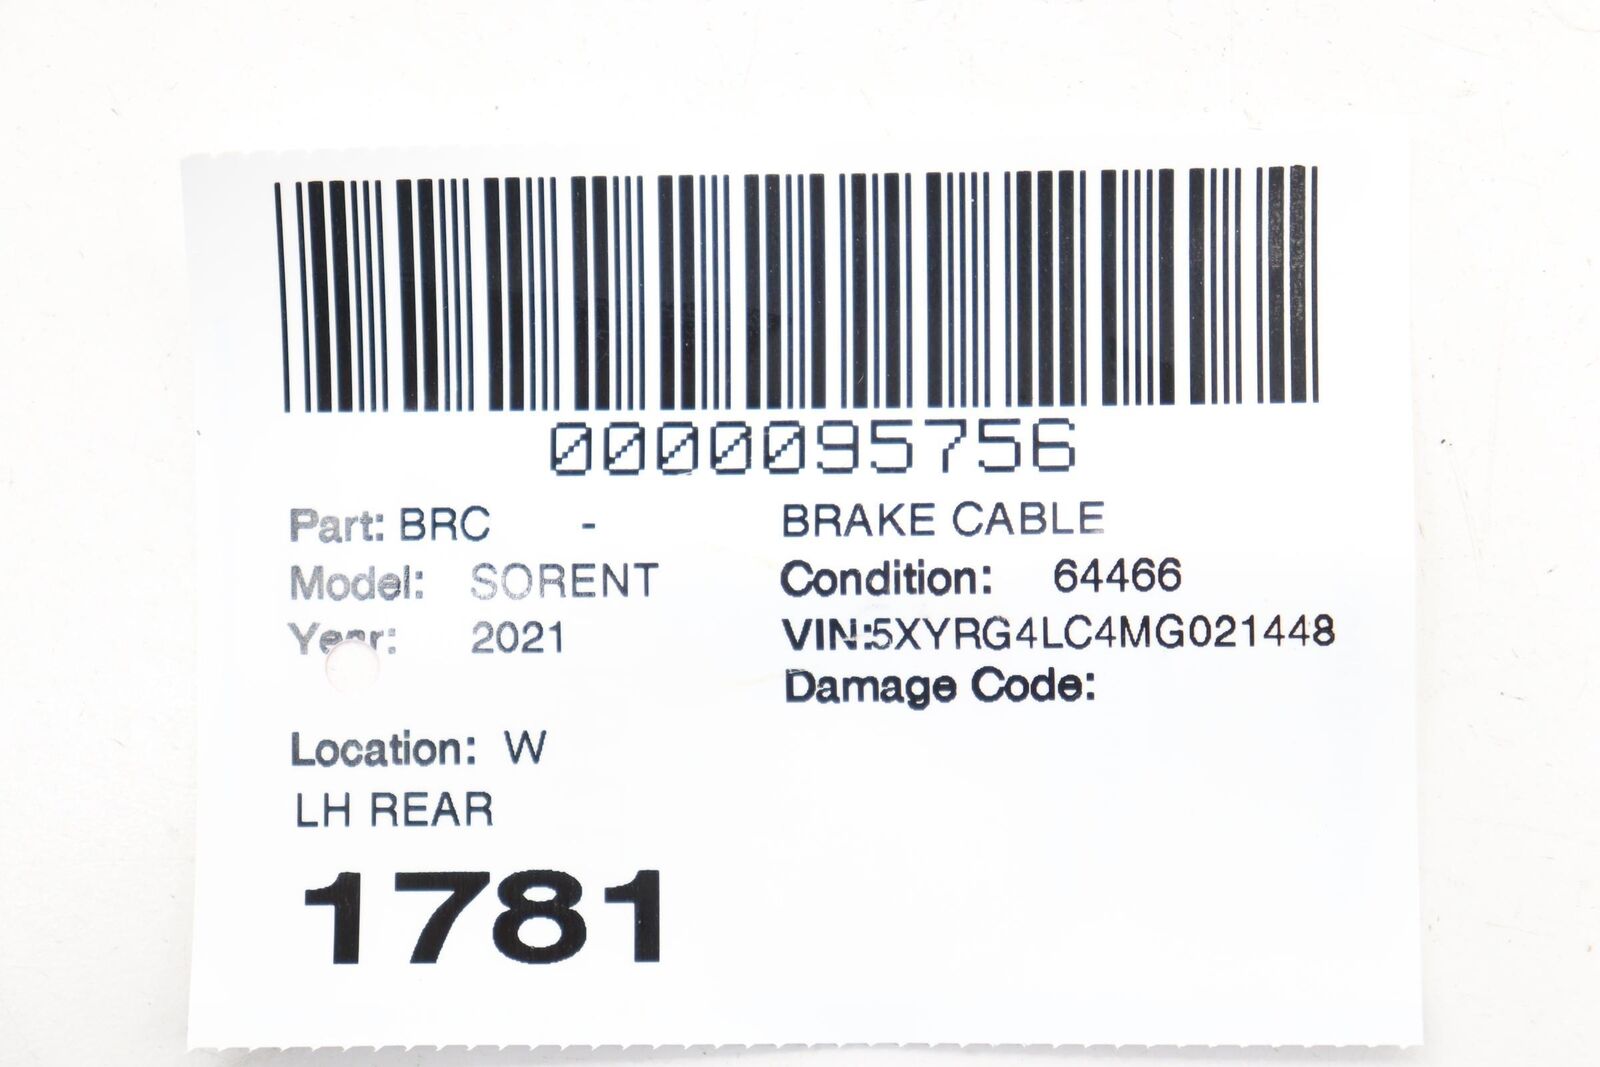 0000095756
Part: BRC - BRAKE CABLE
Model: SORENT Condition: 64466
Year: 2021 VIN:5XYRG4LC4MG021448
Damage Code:
Location: W
LH REAR
1781